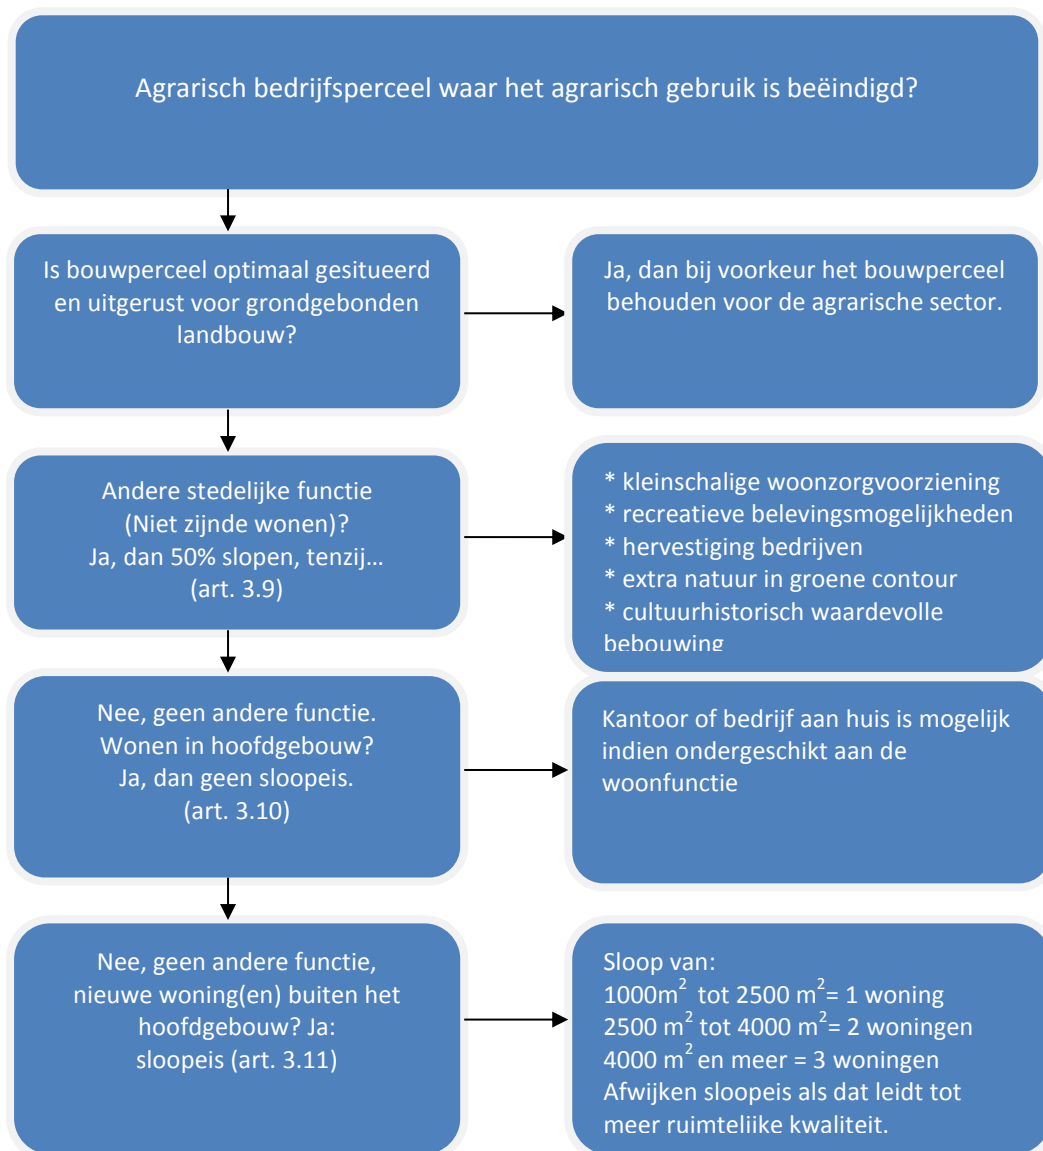 Agrarisch bedrijfsperceel waar het agrarisch gebruik is beëindigd?
Is bouwperceel optimaal gesitueerd
en uitgerust voor grondgebonden
landbouw?
Ja, dan bij voorkeur het bouwperceel
behouden voor de agrarische sector.
Andere stedelijke functie
(Niet zijnde wonen)?
Ja, dan 50% slopen, tenzij...
(art. 3.9)
* kleinschalige woonzorgvoorziening
* recreatieve belevingsmogelijkheden
* hervestiging bedrijven
* extra natuur in groene contour
* cultuurhistorisch waardevolle
bebouwing
Nee, geen andere functie.
Wonen in hoofdgebouw?
Ja, dan geen sloopeis.
(art. 3.10)
Kantoor of bedrijf aan huis is mogelijk
indien ondergeschikt aan de
woonfunctie
Nee, geen andere functie,
nieuwe woning(en) buiten het
hoofdgebouw? Ja:
sloopeis (art. 3.11)
Sloop van:
1000m² tot 2500 m²= 1 woning
2500 m² tot 4000 m²= 2 woningen
4000 m² en meer = 3 woningen
Afwijken sloopeis als dat leidt tot
meer ruimtelijke kwaliteit.